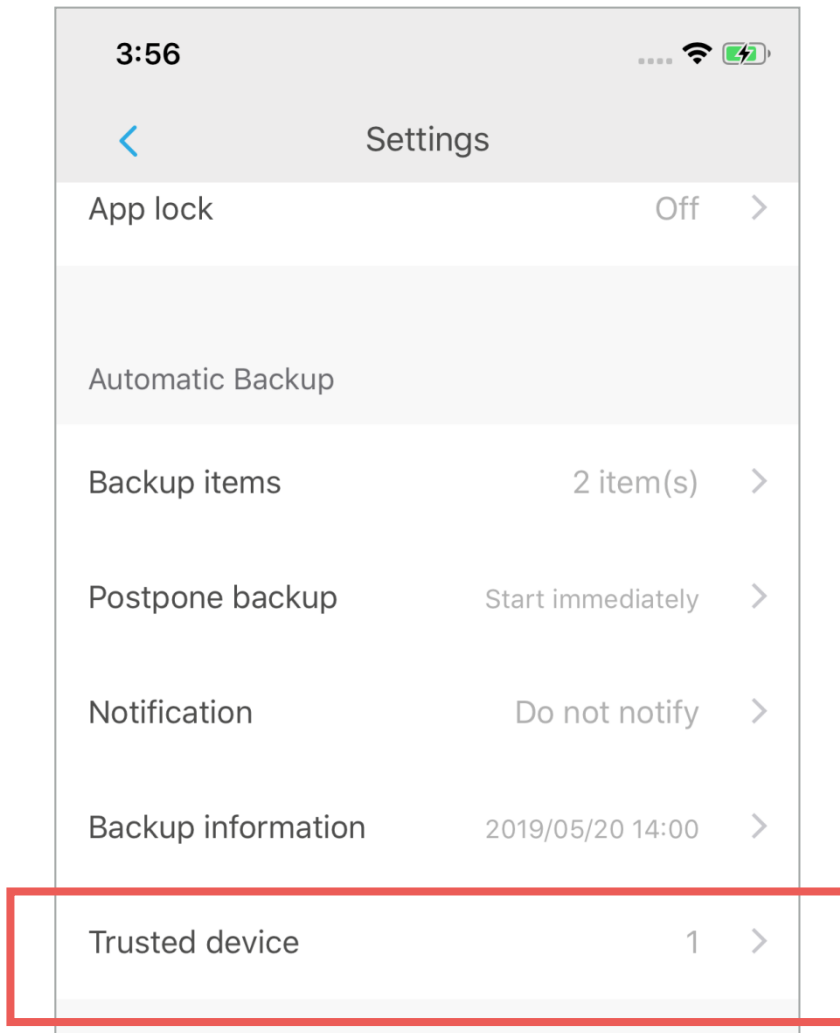 3:56
Settings
App lock Off
Automatic Backup
Backup items 2 item(s)
Postpone backup Start immediately
Notification Do not notify
Backup information 2019/05/20 14:00
Trusted device 1